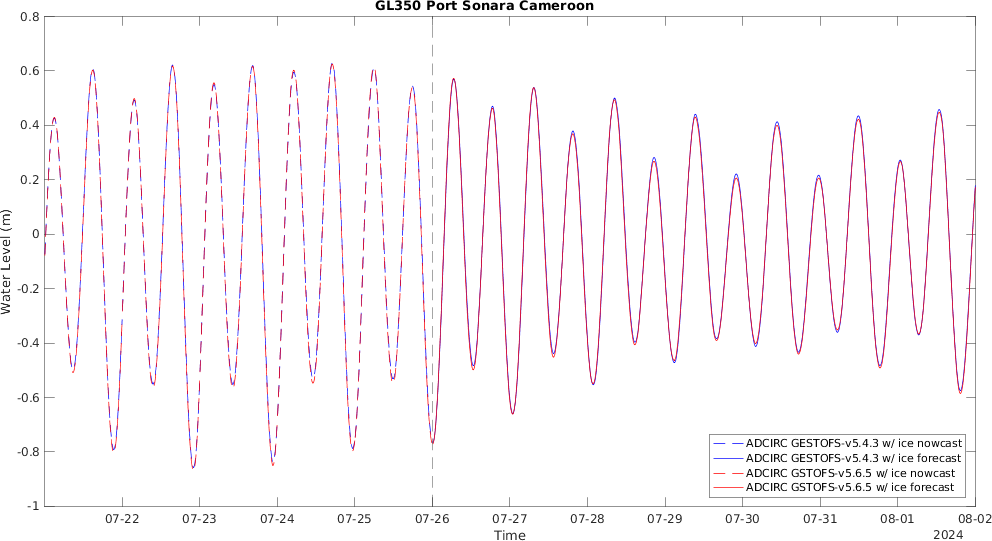 GL350 Port Sonara Cameroon
0.8
0.6
0.4
0.2
0
-0.2
-0.4
-0.6
-0.8
-1
Water Level (m)
ADCIRC GESTOFS-v5.4.3 w/ ice nowcast
ADCIRC GESTOFS-v5.4.3 w/ ice forecast
ADCIRC GSTOFS-v5.6.5 w/ ice nowcast
ADCIRC GSTOFS-v5.6.5 w/ ice forecast
07-22 07-23 07-24 07-25 07-26 07-27 07-28 07-29 07-30 07-31 08-01 08-02
Time
2024